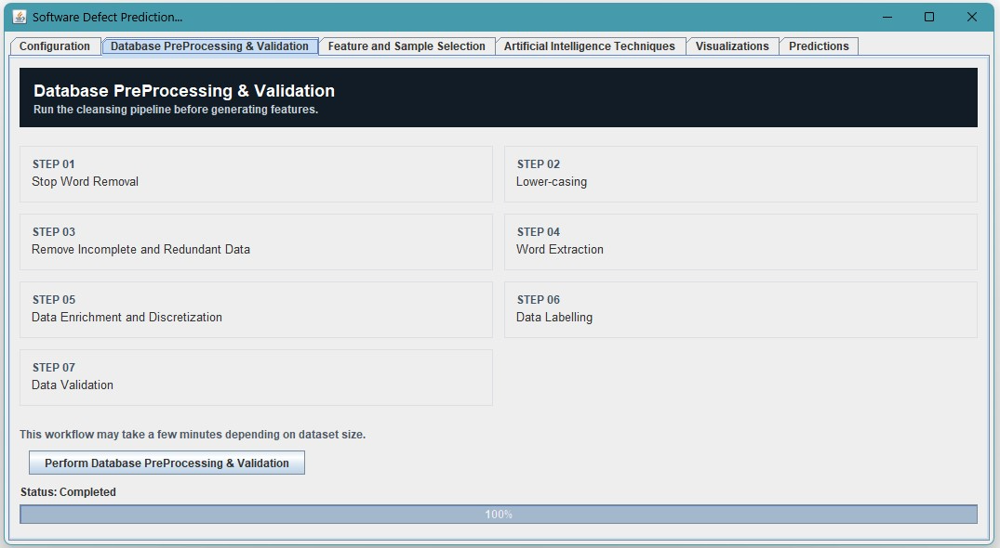 Software Defect Prediction...
Configuration
Database PreProcessing & Validation
Feature and Sample Selection
Artificial Intelligence Techniques
Visualizations
Predictions
Database PreProcessing & Validation
Run the cleansing pipeline before generating features.
STEP 01
Stop Word Removal
STEP 02
Lower-casing
STEP 03
Remove Incomplete and Redundant Data
STEP 04
Word Extraction
STEP 05
Data Enrichment and Discretization
STEP 06
Data Labelling
STEP 07
Data Validation
This workflow may take a few minutes depending on dataset size.
Perform Database PreProcessing & Validation
Status: Completed
100%